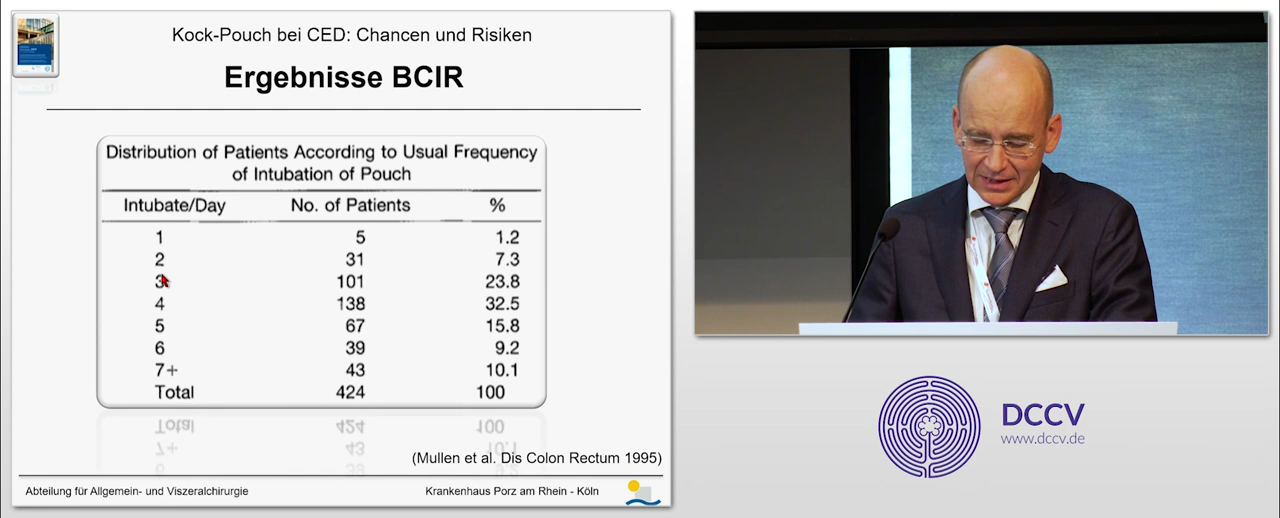 Kock-Pouch bei CED: Chancen und Risiken
Ergebnisse BCIR
Distribution of Patients According to Usual Frequency
of Intubation of Pouch
Intubate/Day No. of Patients %
1 5 1.2
2 31 7.3
3 101 23.8
4 138 32.5
5 67 15.8
6 39 9.2
7+ 43 10.1
Total 424 100
(Mullen et al. Dis Colon Rectum 1995)
Abteilung für Allgemein- und Viszeralchirurgie Krankenhaus Porz am Rhein - Köln
DCCV
www.dccv.de